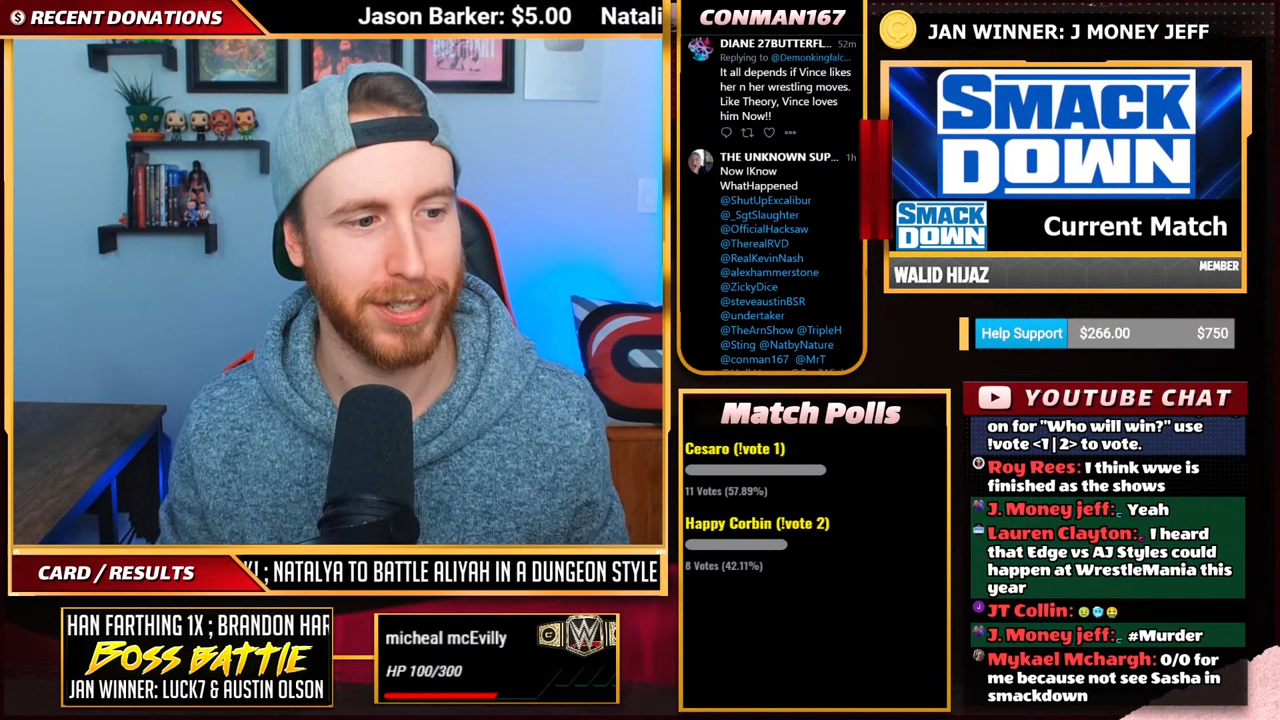 RECENT DONATIONS
Jason Barker: $5.00 Natali
CONMAN167
DIANE 27BUTTERFL... 52m
Replying to @Demonkingfalc...
It all depends if Vince likes
her n her wrestling moves.
Like Theory, Vince loves
him Now!!
THE UNKNOWN SUP... 1h
Now IKnow
WhatHappened
@ShutUpExcalibur
@_SgtSlaughter
@OfficialHacksaw
@TherealRVD
@RealKevinNash
@alexhammerstone
@ZickyDice
@steveaustinBSR
@undertaker
@TheArnShow @TripleH
@Sting @NatbyNature
@conman167 @MrT
JAN WINNER: J MONEY JEFF
SMACK
DOWN
SMACK
DOWN
Current Match
WALID HIJAZ
MEMBER
Help Support $266.00 $750
Match Polls
Cesaro (!vote 1)
11 Votes (57.89%)
Happy Corbin (!vote 2)
8 Votes (42.11%)
YOUTUBE CHAT
on for "Who will win?" use
!vote <1 | 2> to vote.
Roy Rees: I think wwe is
finished as the shows
J. Money jeff: Yeah
Lauren Clayton: I heard
that Edge vs AJ Styles could
happen at WrestleMania this
year
JT Collin:
J. Money jeff: #Murder
Mykael Mchargh: 0/0 for
me because not see Sasha in
smackdown
CARD / RESULTS
; NATALYA TO BATTLE ALIYAH IN A DUNGEON STYLE
HAN FARTHING 1X ; BRANDON HAR
BOSS BATTLE
JAN WINNER: LUCK7 & AUSTIN OLSON
micheal mcEvilly
HP 100/300